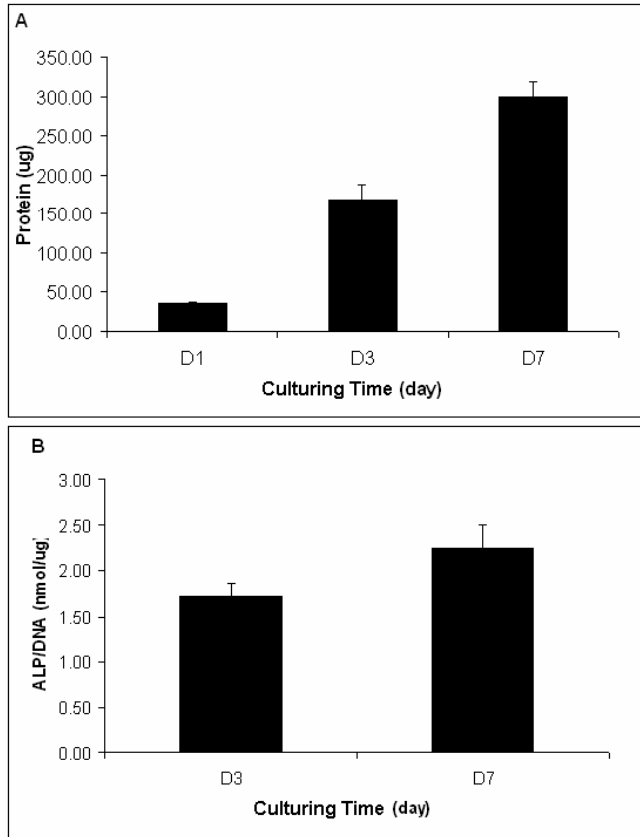 A
350.00
300.00
250.00
200.00
150.00
100.00
50.00
0.00
Protein (ug)
D1 D3 D7
Culturing Time (day)
B
3.00
2.50
2.00
1.50
1.00
0.50
0.00
ALP/DNA (nmol/ug)
D3 D7
Culturing Time (day)